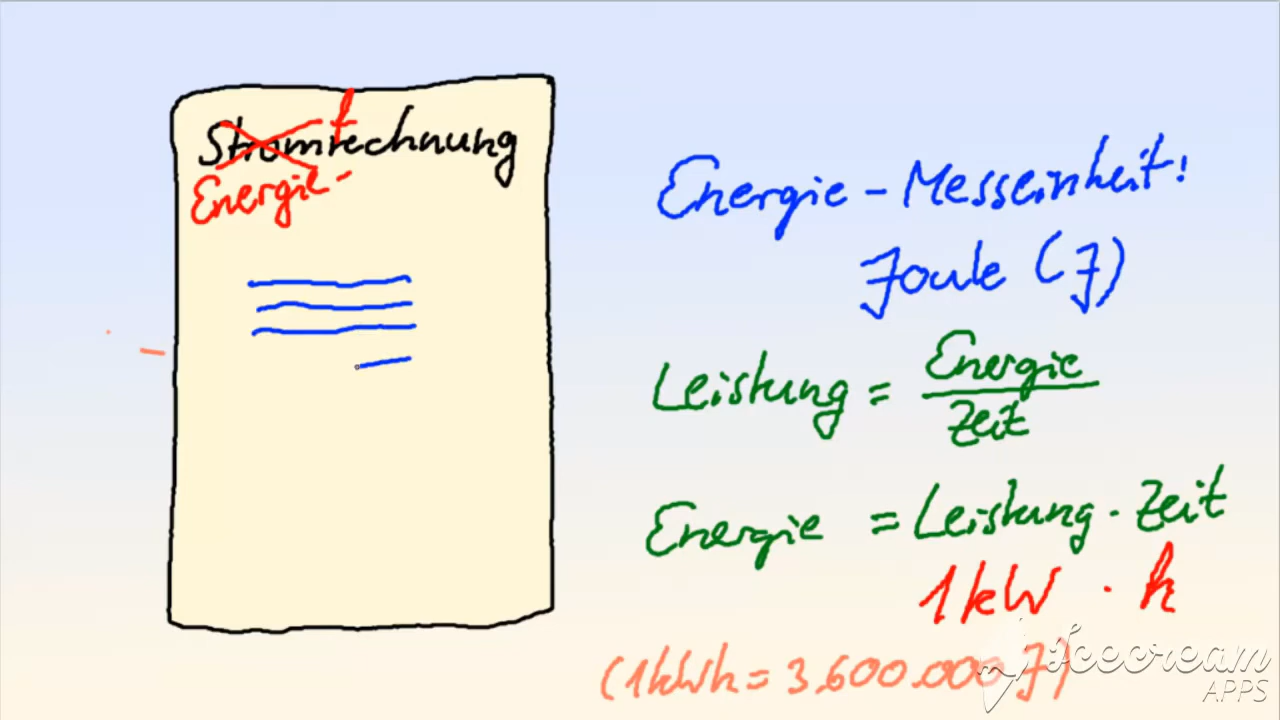 Stromrechnung
Energie-
Energie-Messeinheit:
Joule (J)
Leistung = Energie
Zeit
Energie = Leistung · Zeit
1kW · h
(1kWh = 3.600.000 J)
Icecream
APPS